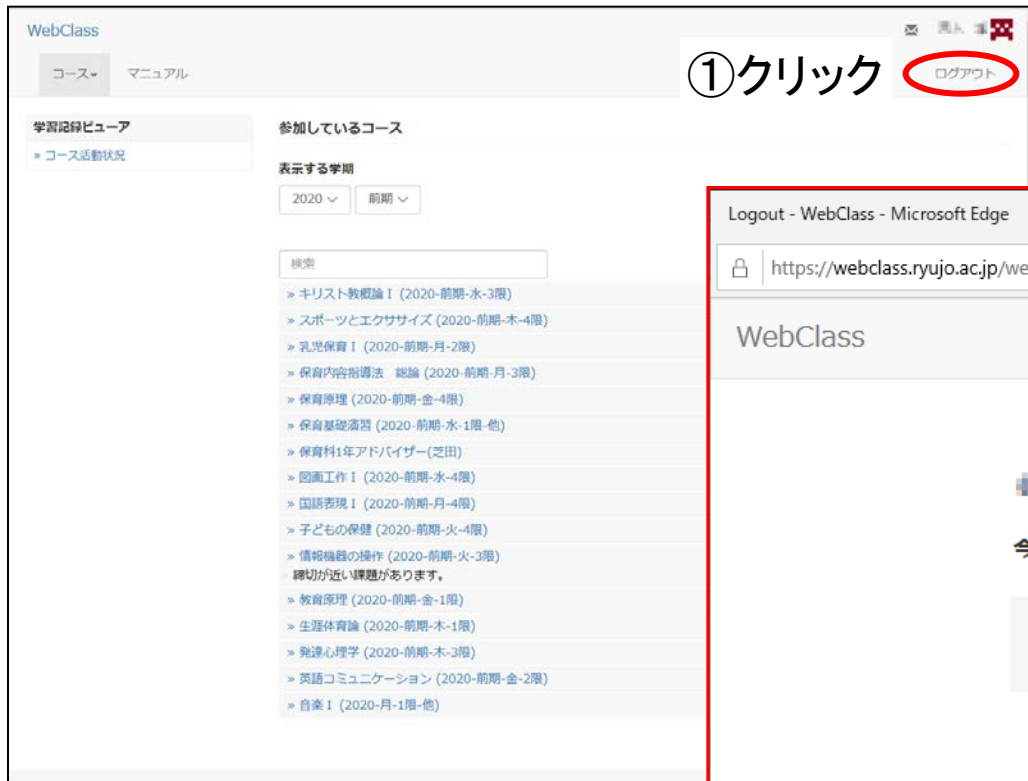 WebClass
コース
マニュアル
①クリック
ログアウト
学習記録ビューア
» コース活動状況
参加しているコース
表示する学期
2020
前期
検索
» キリスト教概論Ⅰ (2020-前期-水-3限)
» スポーツとエクササイズ (2020-前期-木-4限)
» 乳児保育Ⅰ (2020-前期-月-2限)
» 保育内容指導法 総論 (2020-前期-月-3限)
» 保育原理 (2020-前期-金-4限)
» 保育基礎演習 (2020-前期-水-1限-他)
» 保育科1年アドバイザー(芝田)
» 図画工作Ⅰ (2020-前期-水-4限)
» 国語表現Ⅰ (2020-前期-月-4限)
» 子どもの保健 (2020-前期-火-4限)
» 情報機器の操作 (2020-前期-火-3限)
締切が近い課題があります。
» 教育原理 (2020-前期-金-1限)
» 生涯体育論 (2020-前期-木-1限)
» 発達心理学 (2020-前期-木-3限)
» 英語コミュニケーション (2020-前期-金-2限)
» 音楽Ⅰ (2020-月-1限-他)
Logout - WebClass - Microsoft Edge
https://webclass.ryujo.ac.jp/we
WebClass